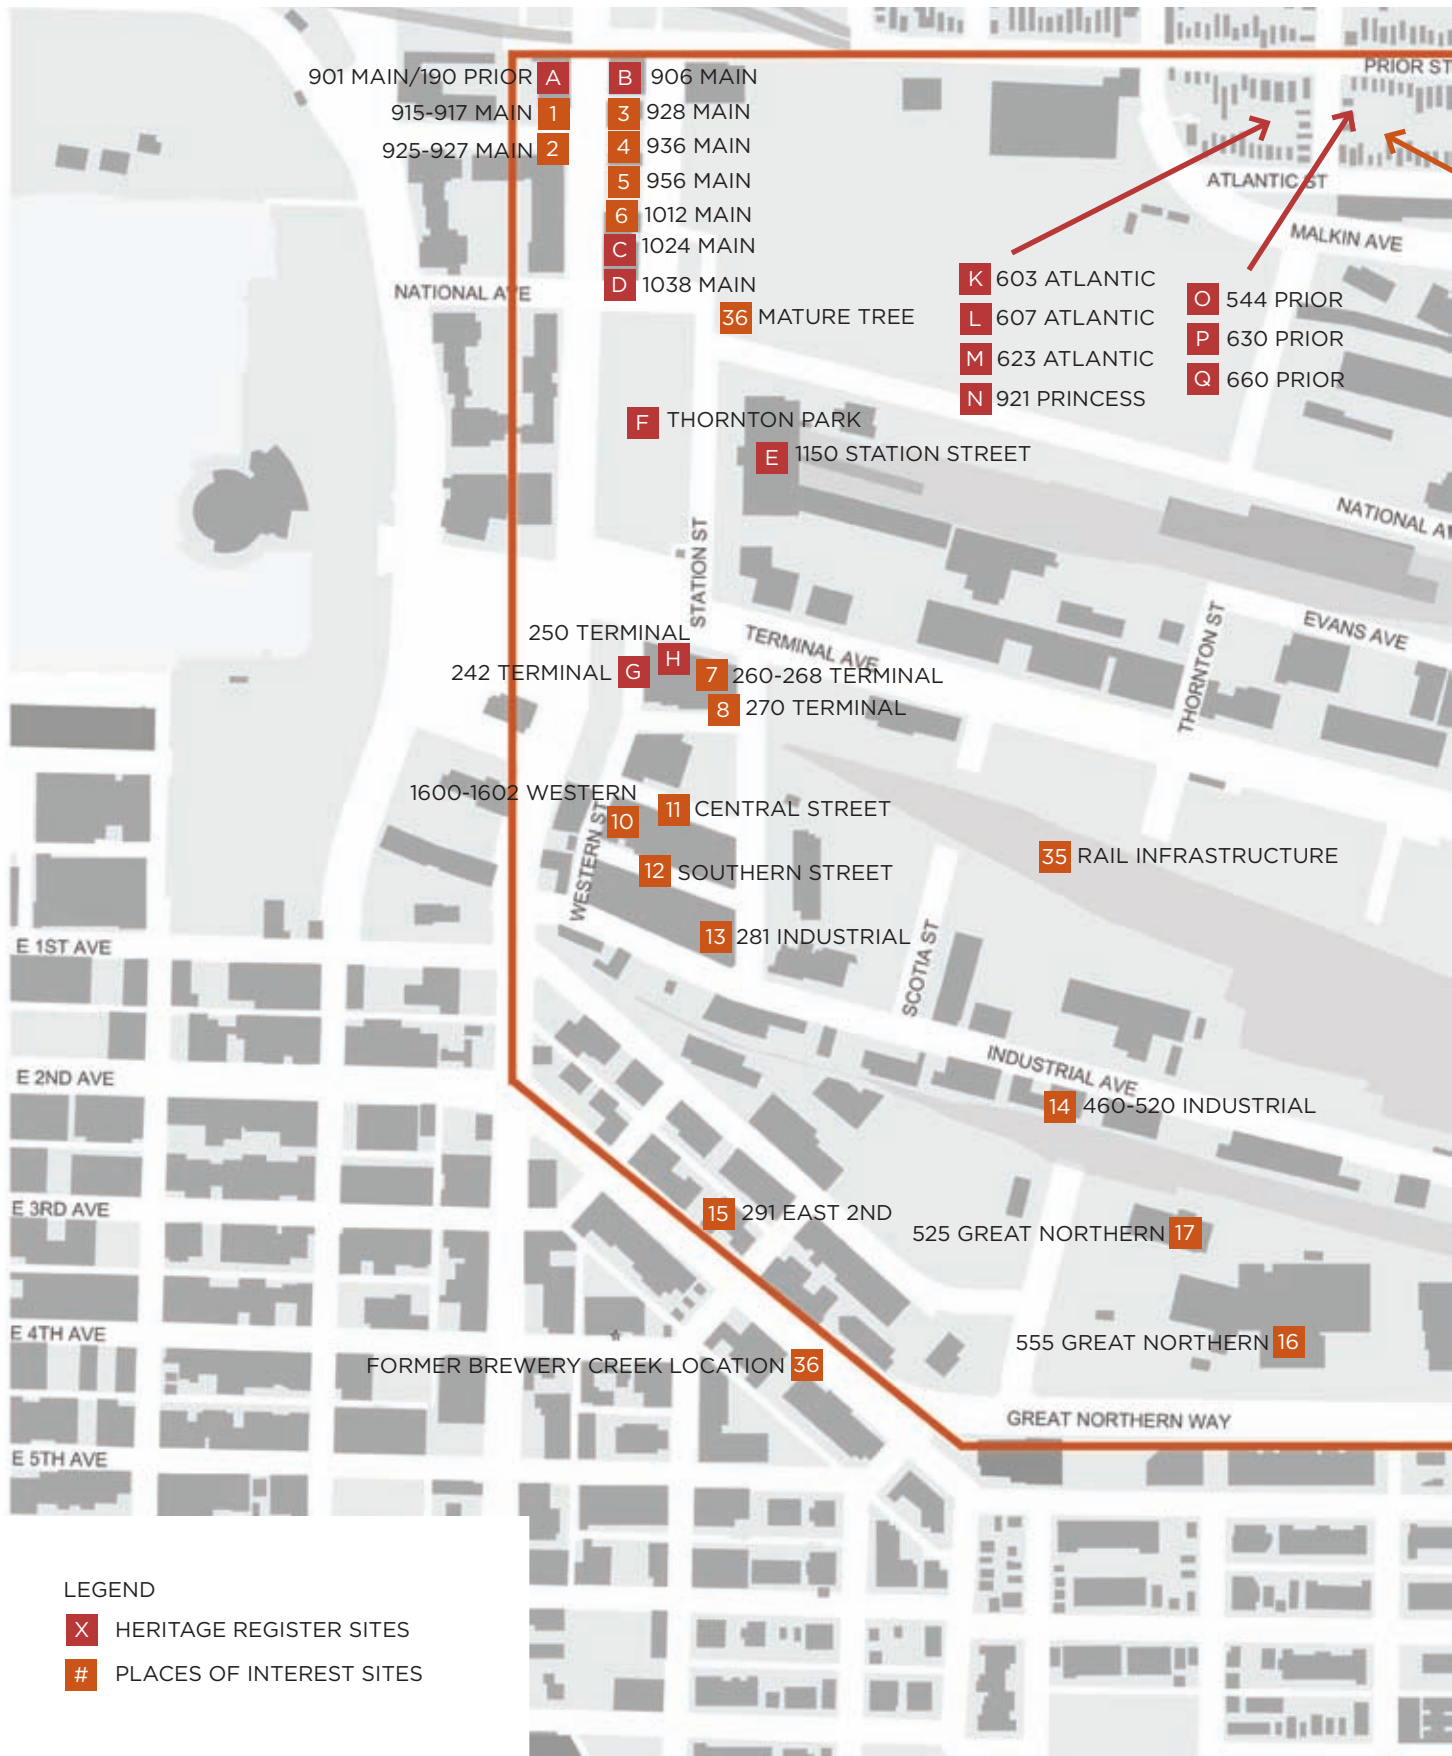 PRIOR ST
901 MAIN/190 PRIOR A
B 906 MAIN
915-917 MAIN 1
3 928 MAIN
925-927 MAIN 2
4 936 MAIN
5 956 MAIN
6 1012 MAIN
C 1024 MAIN
D 1038 MAIN
ATLANTIC ST
MALKIN AVE
NATIONAL AVE
K 603 ATLANTIC
L 607 ATLANTIC
M 623 ATLANTIC
N 921 PRINCESS
O 544 PRIOR
P 630 PRIOR
Q 660 PRIOR
36 MATURE TREE
F THORNTON PARK
E 1150 STATION STREET
NATIONAL AV
STATION ST
THORNTON ST
EVANS AVE
TERMINAL AVE
250 TERMINAL
H
242 TERMINAL G
7 260-268 TERMINAL
8 270 TERMINAL
1600-1602 WESTERN
10
11 CENTRAL STREET
WESTERN ST
12 SOUTHERN STREET
35 RAIL INFRASTRUCTURE
13 281 INDUSTRIAL
SCOTIA ST
E 1ST AVE
INDUSTRIAL AVE
E 2ND AVE
14 460-520 INDUSTRIAL
E 3RD AVE
15 291 EAST 2ND
525 GREAT NORTHERN 17
E 4TH AVE
555 GREAT NORTHERN 16
FORMER BREWERY CREEK LOCATION 36
GREAT NORTHERN WAY
E 5TH AVE
LEGEND
X HERITAGE REGISTER SITES
# PLACES OF INTEREST SITES